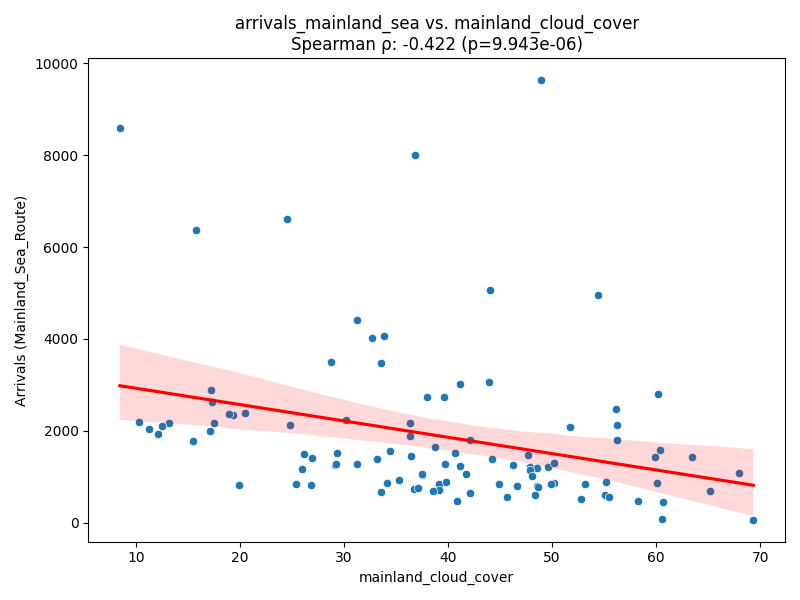 arrivals_mainland_sea vs. mainland_cloud_cover
Spearman ρ: -0.422 (p=9.943e-06)
10000
8000
6000
4000
2000
0
Arrivals (Mainland_Sea_Route)
10 20 30 40 50 60 70
mainland_cloud_cover